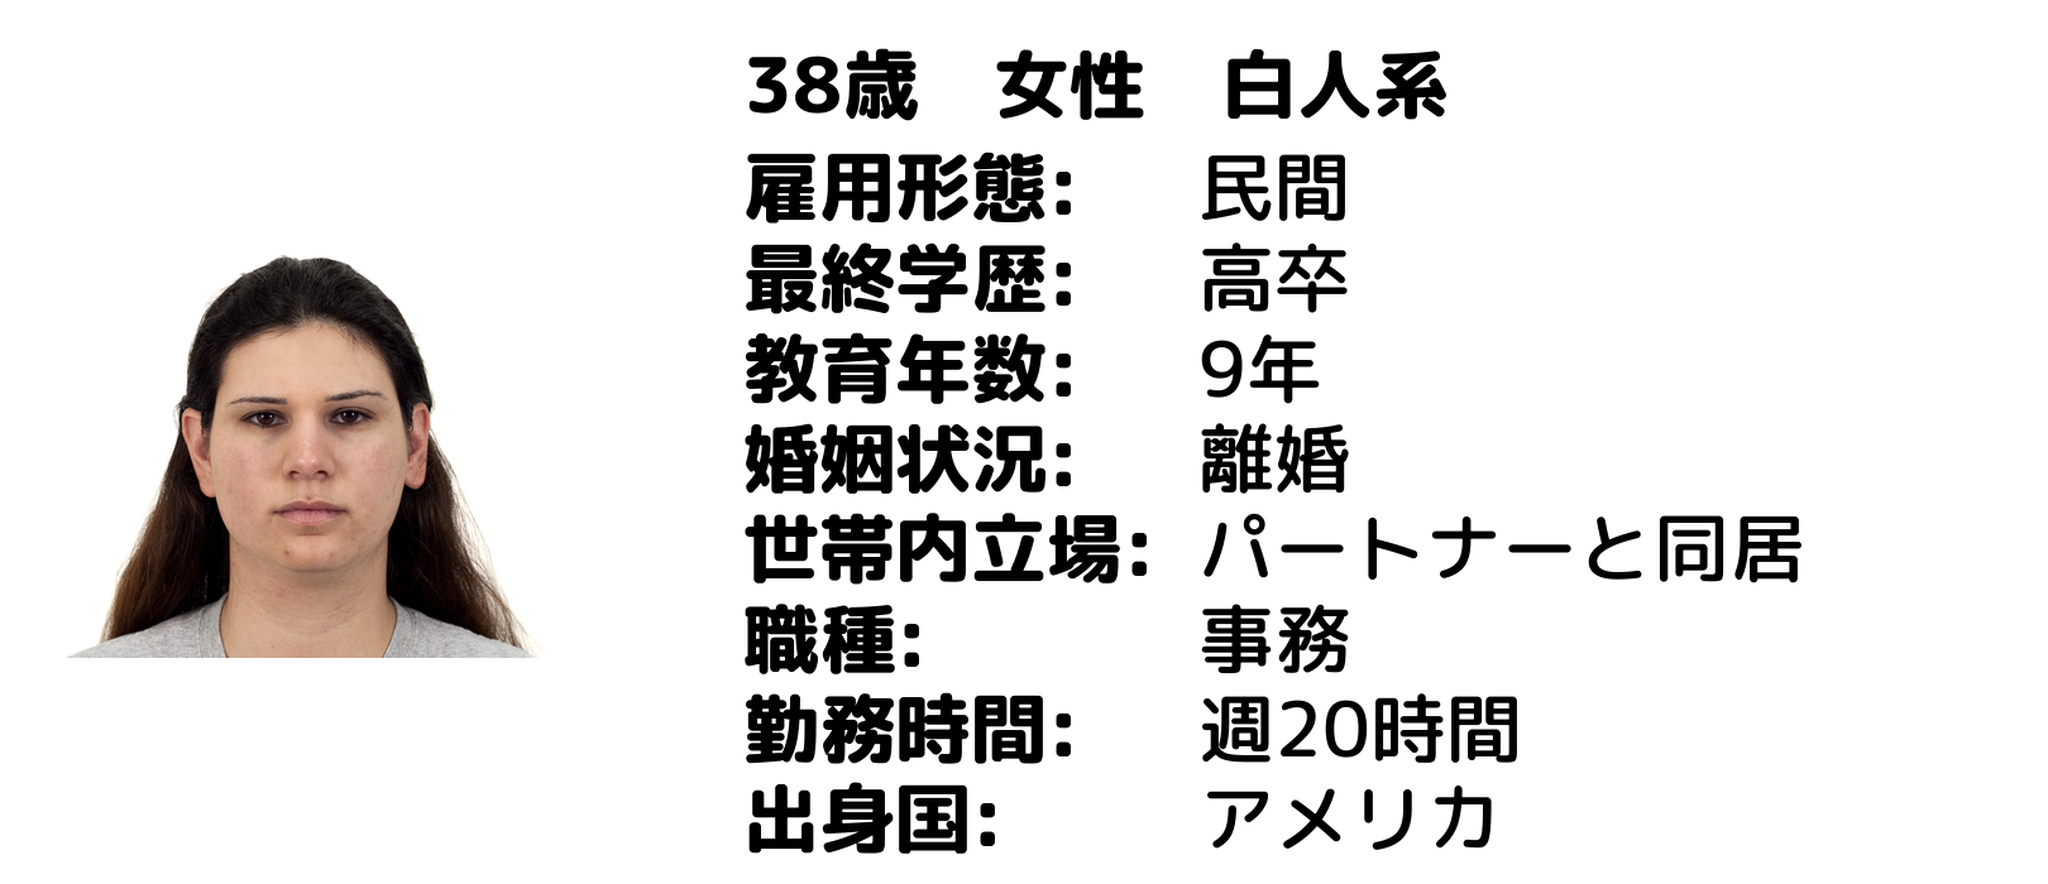 38歳　女性　白人系
雇用形態: 民間
最終学歴: 高卒
教育年数: 9年
婚姻状況: 離婚
世帯内立場: パートナーと同居
職種: 事務
勤務時間: 週20時間
出身国: アメリカ